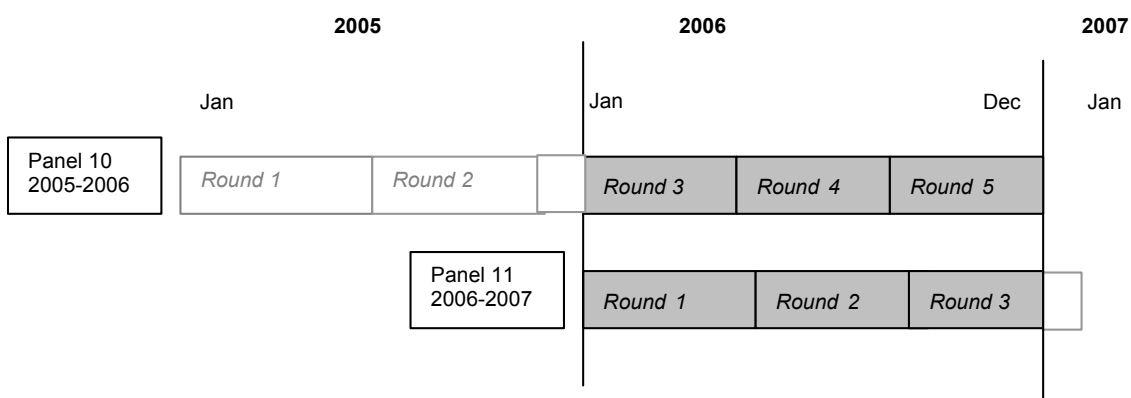 2005 2006 2007
Jan Jan Dec Jan
Panel 10
2005-2006
Round 1 Round 2 Round 3 Round 4 Round 5
Panel 11
2006-2007
Round 1 Round 2 Round 3